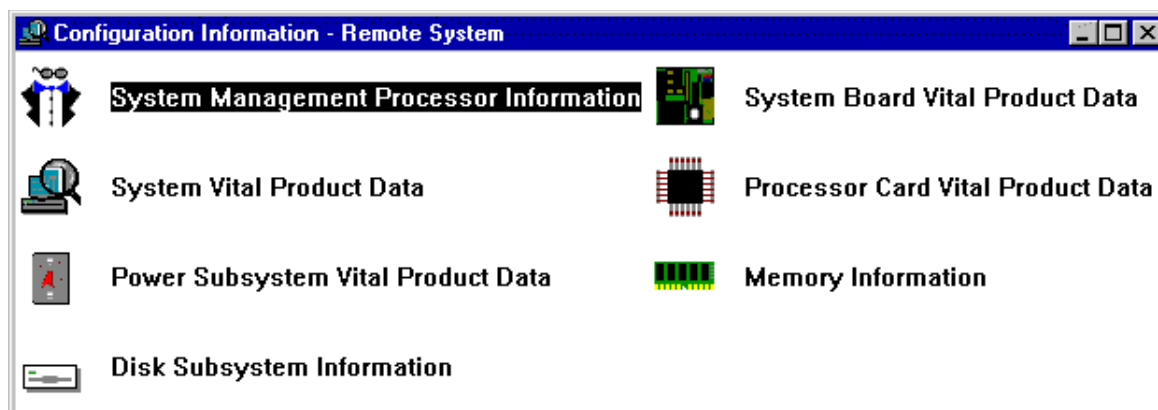 Configuration Information - Remote System
System Management Processor Information
System Board Vital Product Data
System Vital Product Data
Processor Card Vital Product Data
Power Subsystem Vital Product Data
Memory Information
Disk Subsystem Information